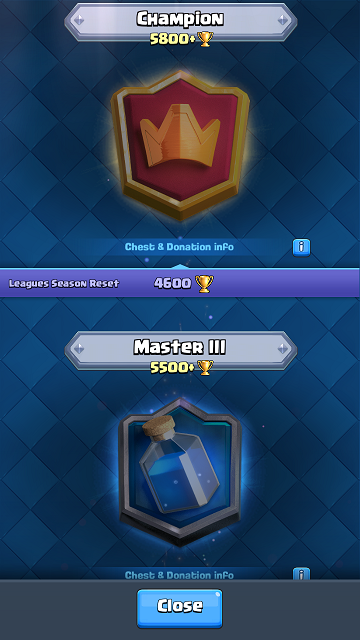 Champion
5800+
Chest & Donation info
i
Leagues Season Reset 4600
Master III
5500+
Chest & Donation info
i
Close